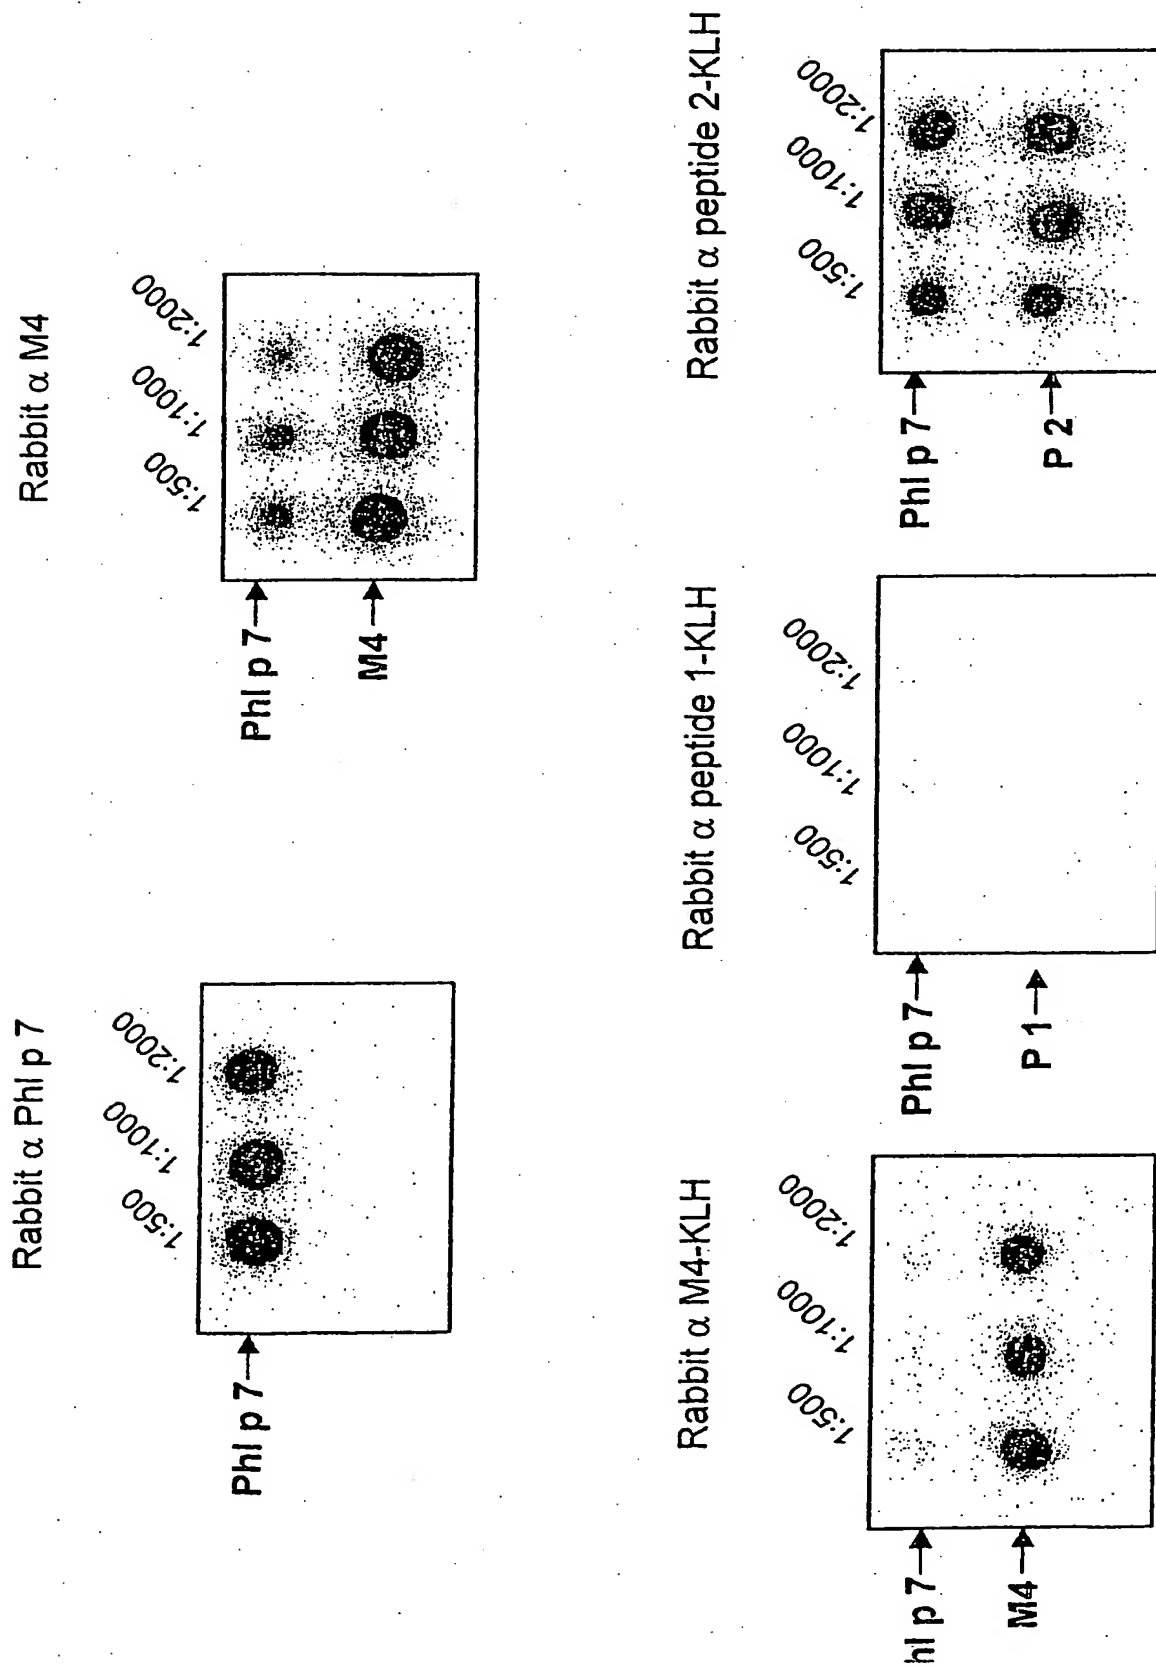 Rabbit α Phl p 7
1:500 1:1000 1:2000
Phl p 7
Rabbit α M4
1:500 1:1000 1:2000
Phl p 7
M4
Rabbit α M4-KLH
1:500 1:1000 1:2000
hl p 7
M4
Rabbit α peptide 1-KLH
1:500 1:1000 1:2000
Phl p 7
P 1
Rabbit α peptide 2-KLH
1:500 1:1000 1:2000
Phl p 7
P 2